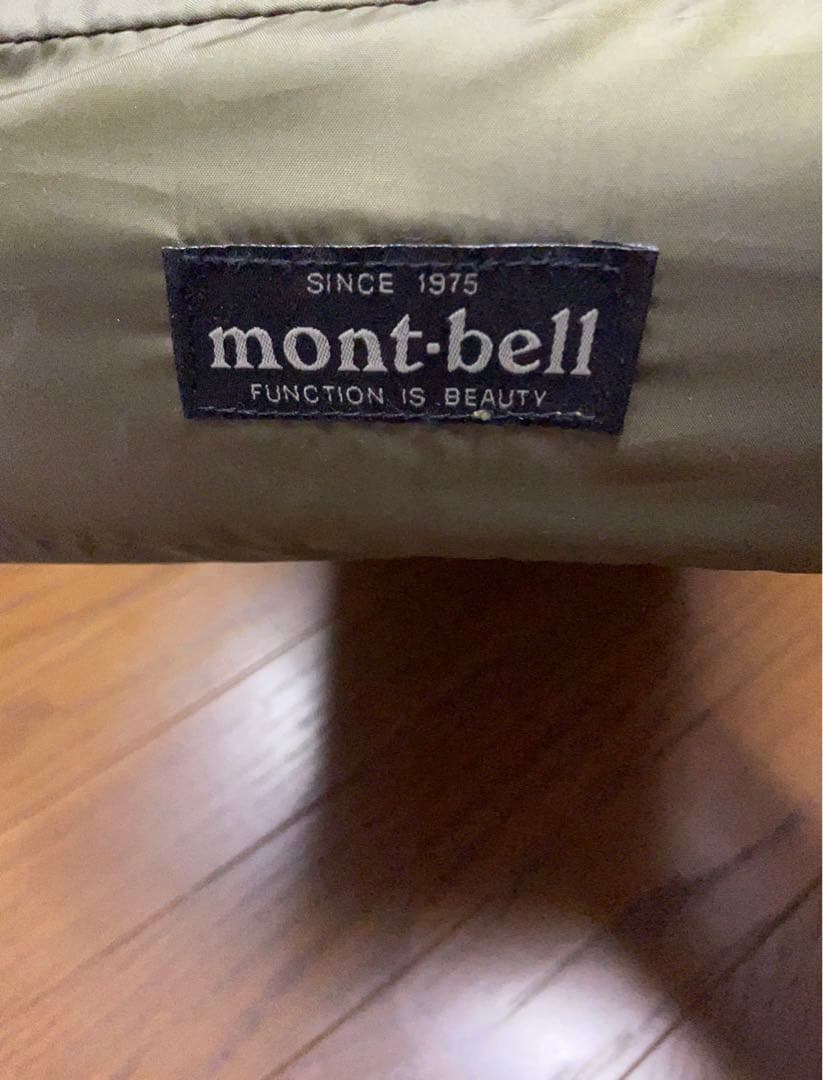 SINCE 1975
mont-bell
FUNCTION IS BEAUTY